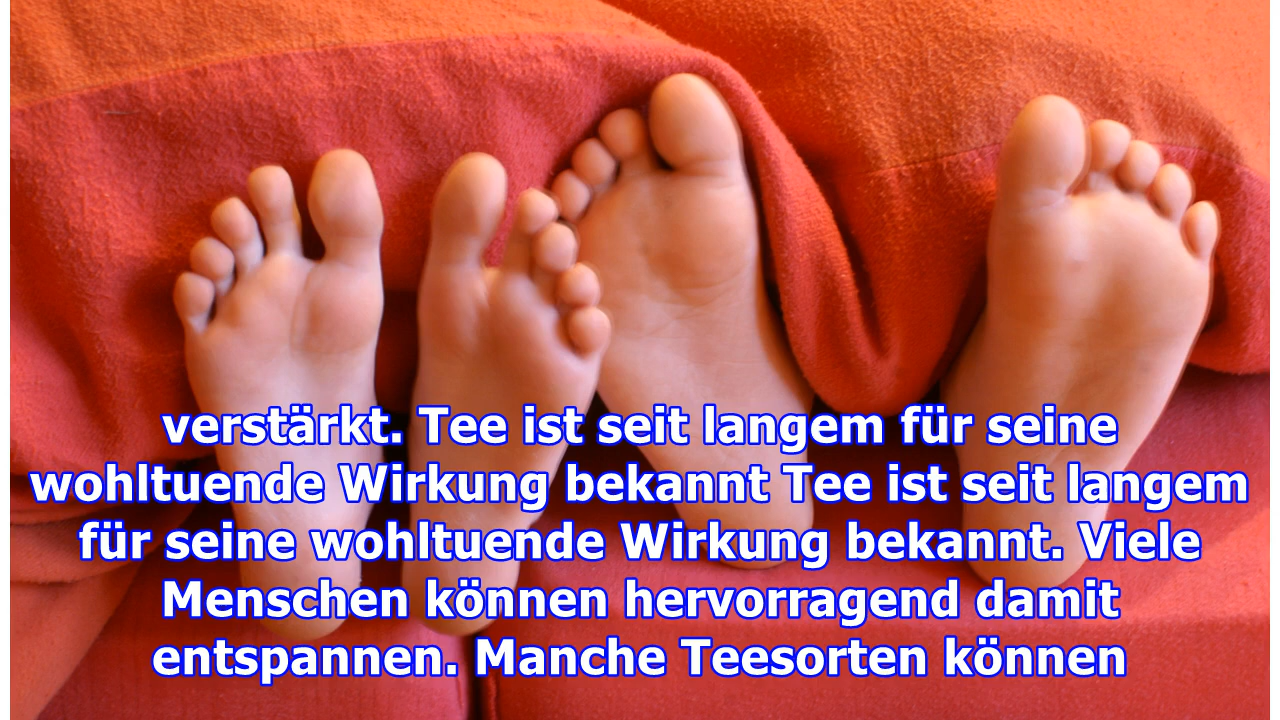 verstärkt. Tee ist seit langem für seine
wohltuende Wirkung bekannt Tee ist seit langem
für seine wohltuende Wirkung bekannt. Viele
Menschen können hervorragend damit
entspannen. Manche Teesorten können